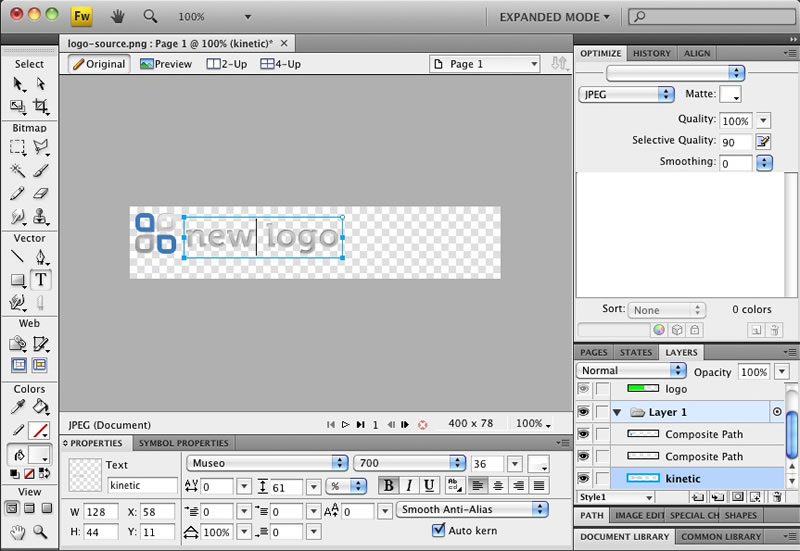 Fw 100% EXPANDED MODE
logo-source.png : Page 1 @ 100% (kinetic)*
Original Preview 2-Up 4-Up Page 1
Select
Bitmap
Vector
T
Web
Colors
View
new logo
JPEG (Document) 1 400 x 78 100%
PROPERTIES SYMBOL PROPERTIES
Text Museo 700 36
kinetic 0 61 % B I U
W 128 X: 58 0 0 0 Smooth Anti-Alias
H: 44 Y: 11 100% 0 Auto kern
OPTIMIZE HISTORY ALIGN
JPEG Matte:
Quality: 100%
Selective Quality: 90
Smoothing: 0
Sort: None 0 colors
PAGES STATES LAYERS
Normal Opacity 100%
logo
Layer 1
Composite Path
Composite Path
kinetic
Style1
PATH IMAGE EDIT SPECIAL CH SHAPES
DOCUMENT LIBRARY COMMON LIBRARY